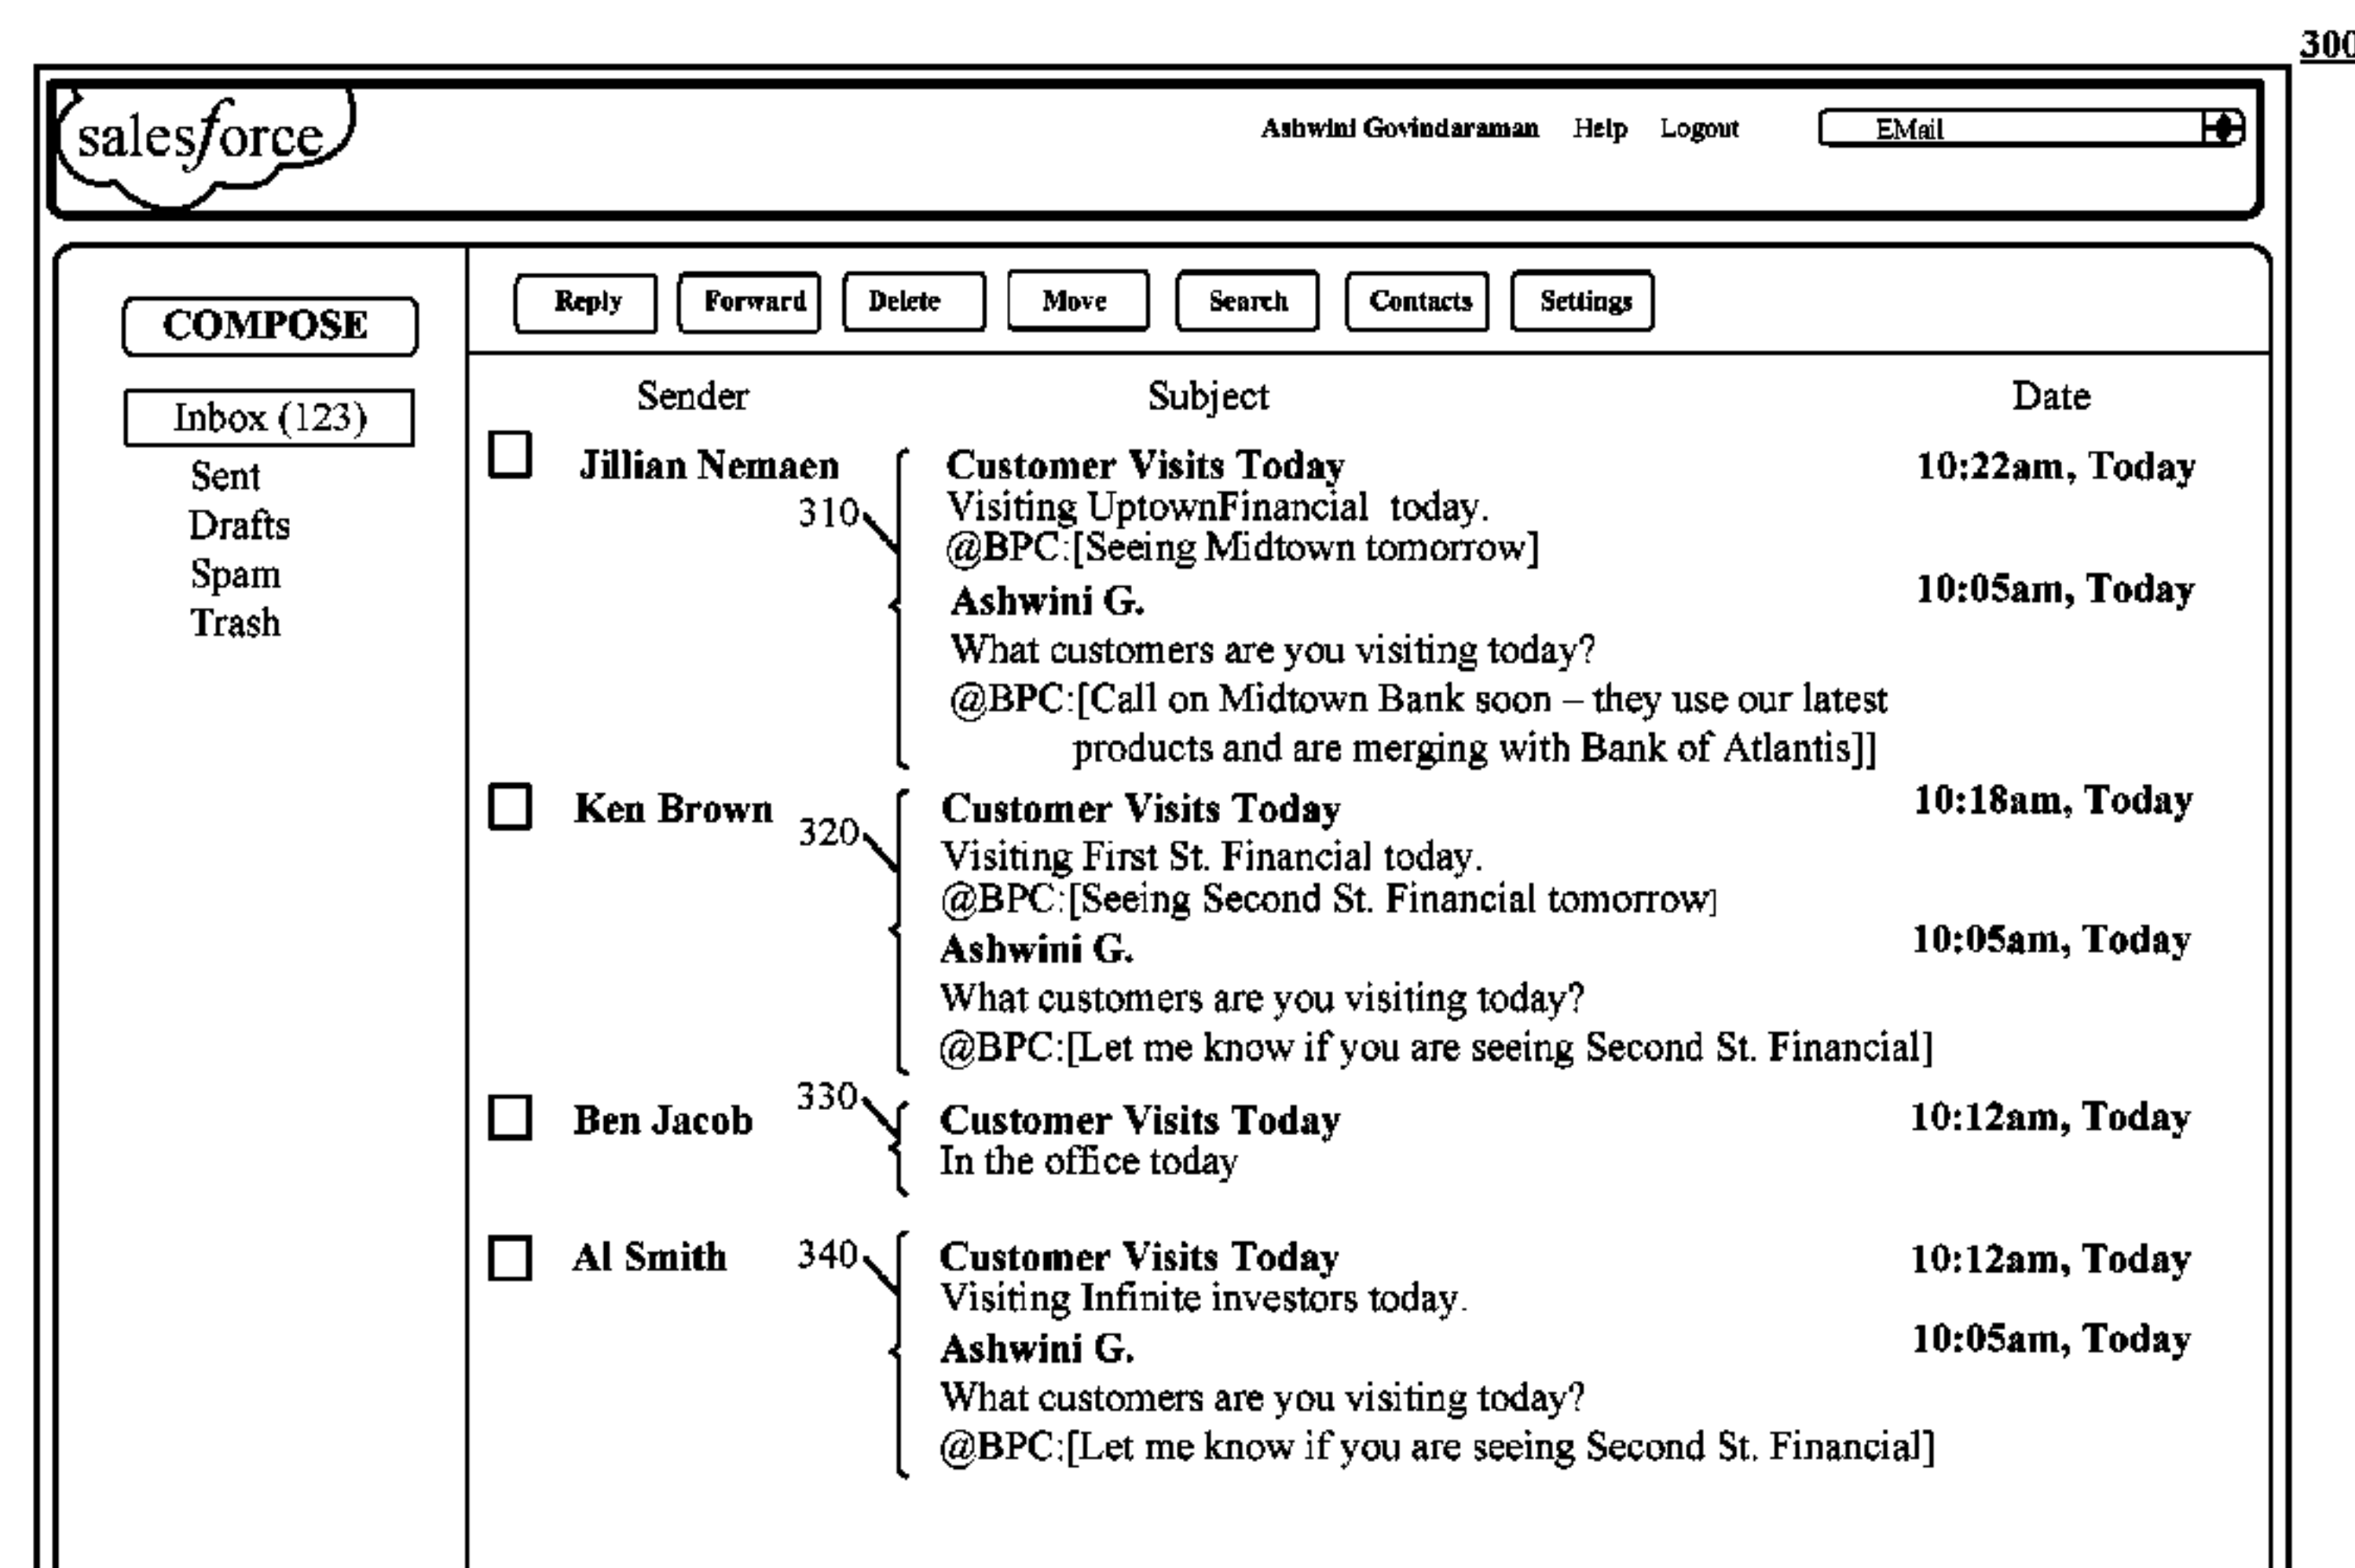 300
salesforce
Ashwini Govindaraman Help Logout EMail
COMPOSE
Inbox (123)
Sent
Drafts
Spam
Trash
Reply Forward Delete Move Search Contacts Settings
Sender Subject Date
Jillian Nemaen Customer Visits Today 10:22am, Today
310 Visiting UptownFinancial today.
@BPC:[Seeing Midtown tomorrow]
Ashwini G. 10:05am, Today
What customers are you visiting today?
@BPC:[Call on Midtown Bank soon – they use our latest
products and are merging with Bank of Atlantis]]
Ken Brown 320 Customer Visits Today 10:18am, Today
Visiting First St. Financial today.
@BPC:[Seeing Second St. Financial tomorrow]
Ashwini G. 10:05am, Today
What customers are you visiting today?
@BPC:[Let me know if you are seeing Second St. Financial]
Ben Jacob 330 Customer Visits Today 10:12am, Today
In the office today
Al Smith 340 Customer Visits Today 10:12am, Today
Visiting Infinite investors today.
Ashwini G. 10:05am, Today
What customers are you visiting today?
@BPC:[Let me know if you are seeing Second St. Financial]